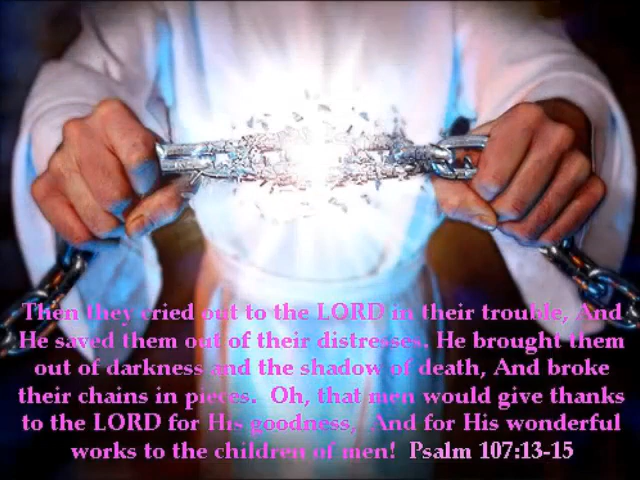 Then they cried out to the LORD in their trouble, And
He saved them out of their distresses. He brought them
out of darkness and the shadow of death, And broke
their chains in pieces.  Oh, that men would give thanks
to the LORD for His goodness,  And for His wonderful
works to the children of men!  Psalm 107:13-15